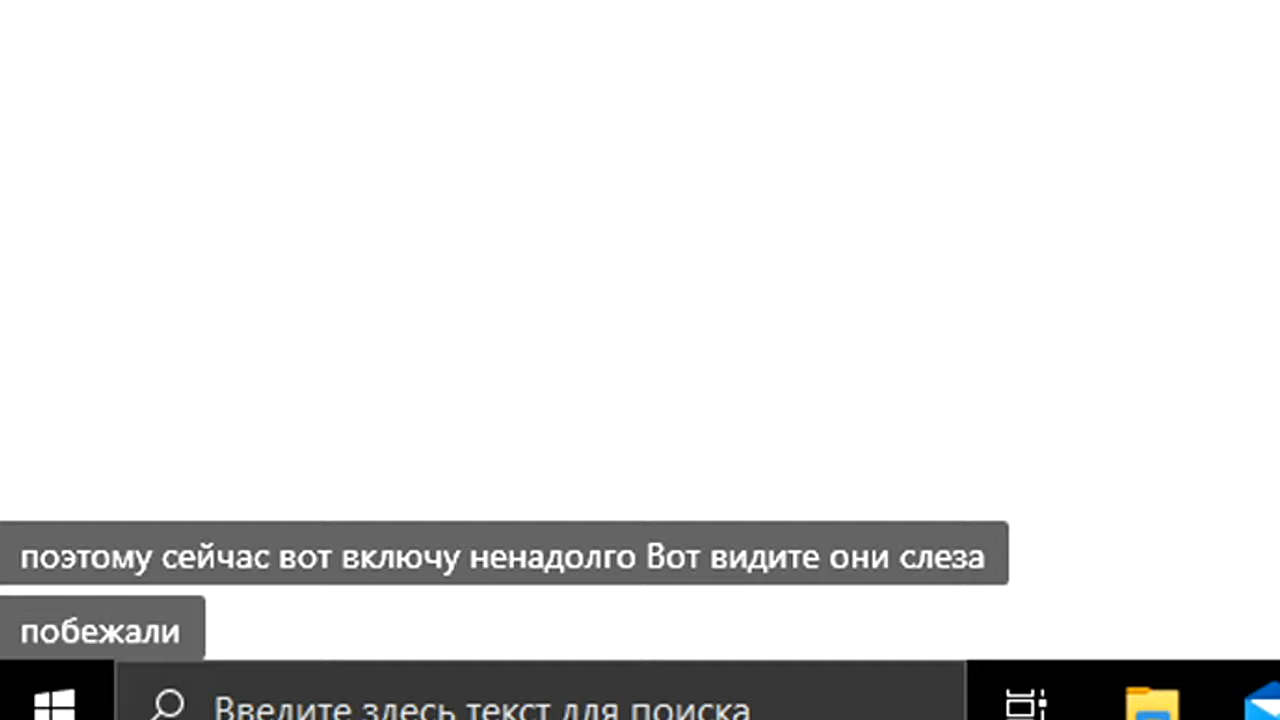 поэтому сейчас вот включу ненадолго Вот видите они слеза
побежали
Введите здесь текст для поиска